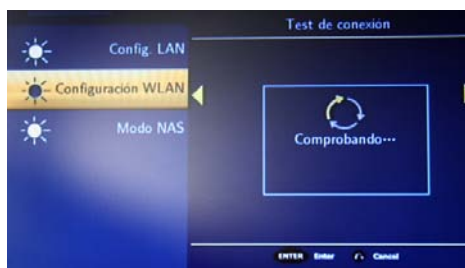 Test de conexión
Config. LAN
Configuración WLAN
Modo NAS
Comprobando···
ENTER Enter Cancel